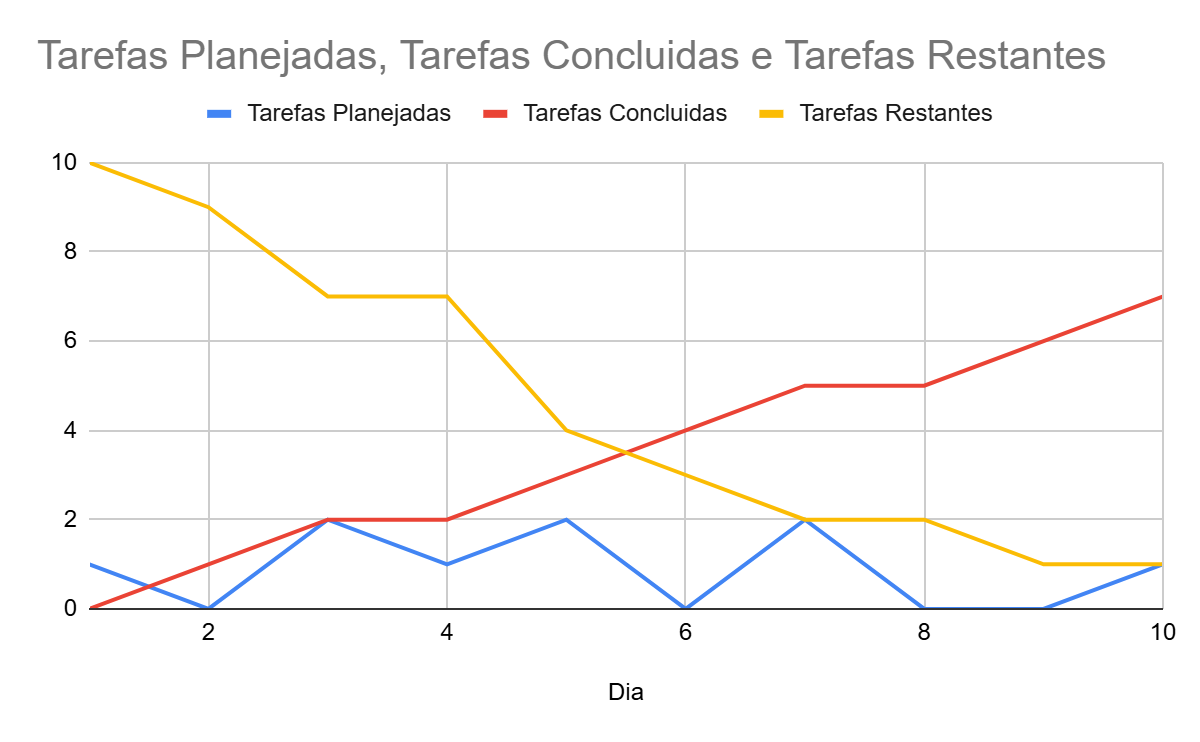 Tarefas Planejadas, Tarefas Concluidas e Tarefas Restantes
Tarefas Planejadas Tarefas Concluidas Tarefas Restantes
10
8
6
4
2
0
2 4 6 8 10
Dia